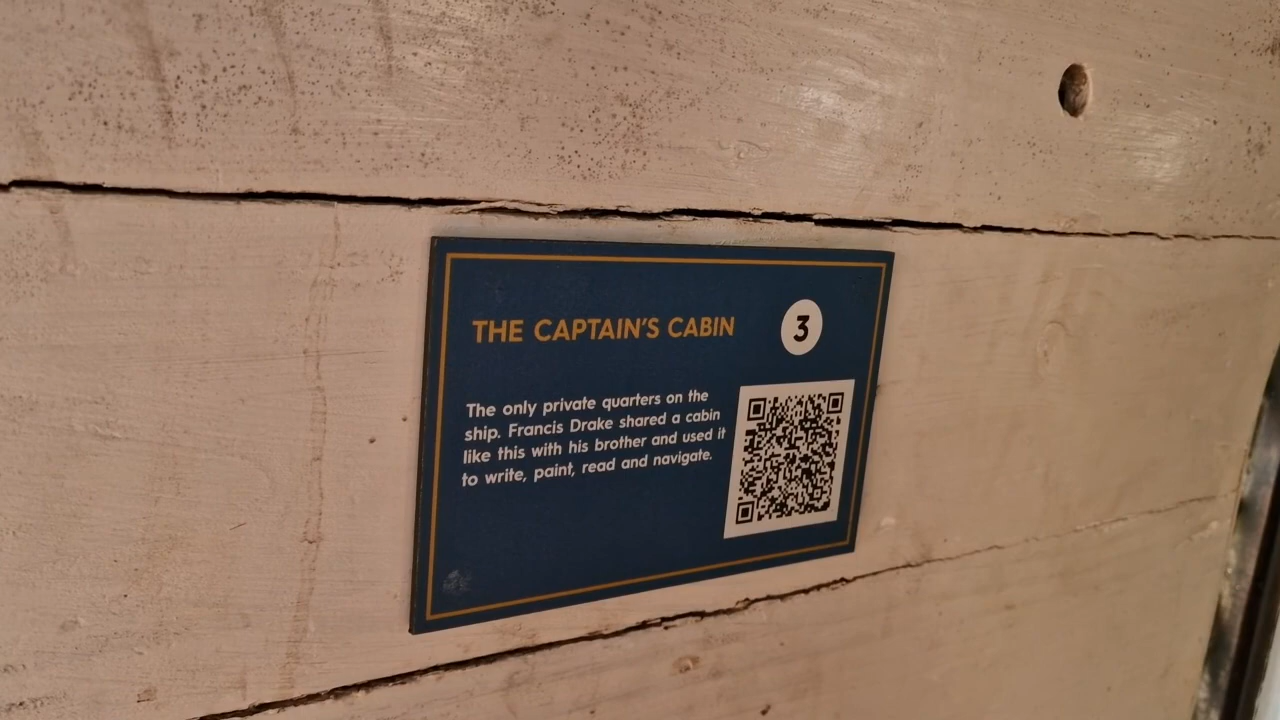 THE CAPTAIN'S CABIN
3
The only private quarters on the
ship. Francis Drake shared a cabin
like this with his brother and used it
to write, paint, read and navigate.